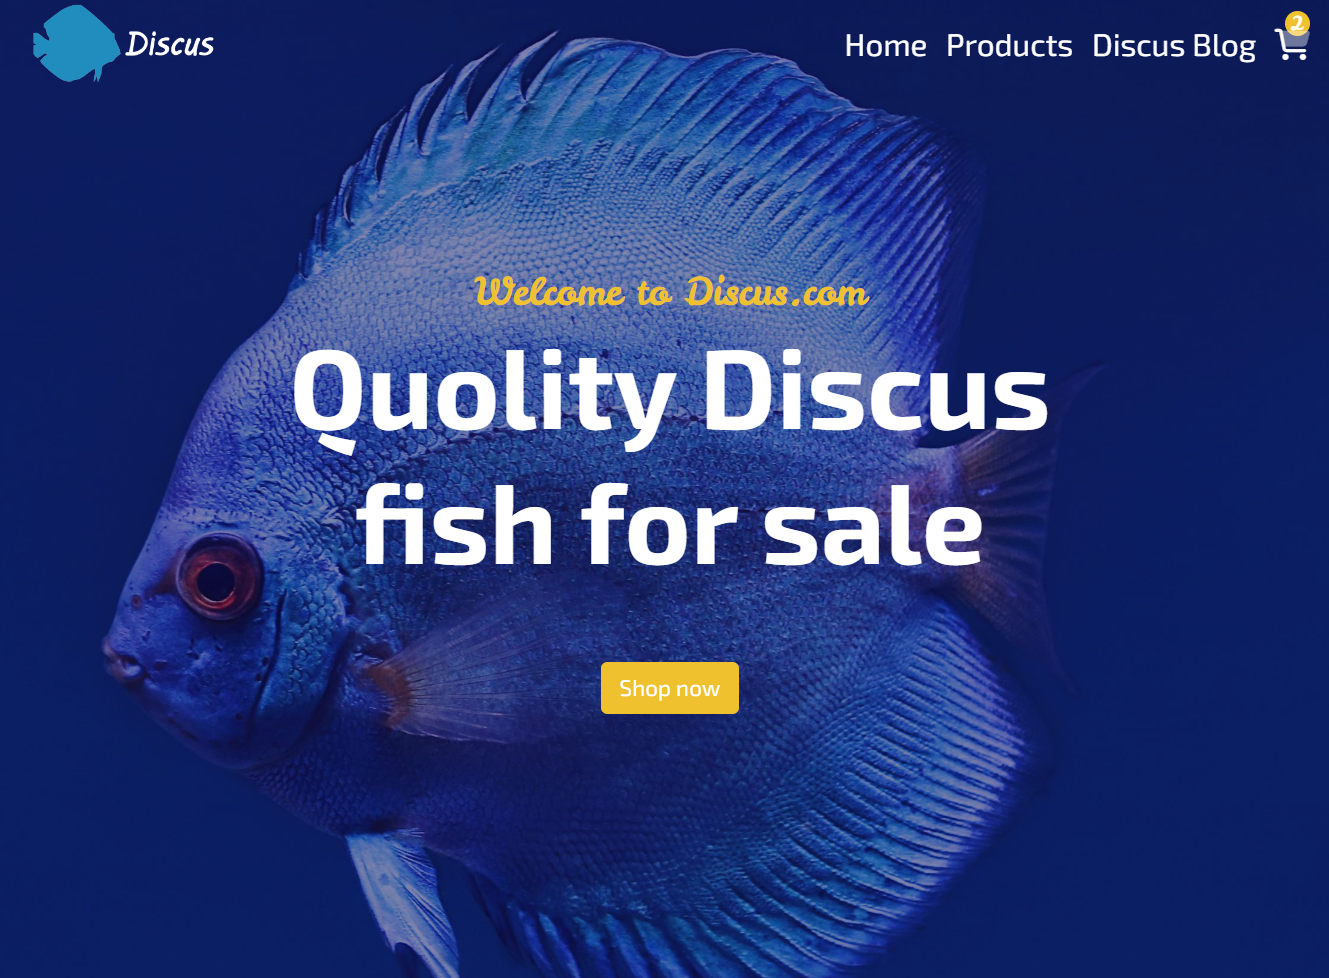 Discus
Home Products Discus Blog
2
Welcome to Discus.com
Quolity Discus
fish for sale
Shop now